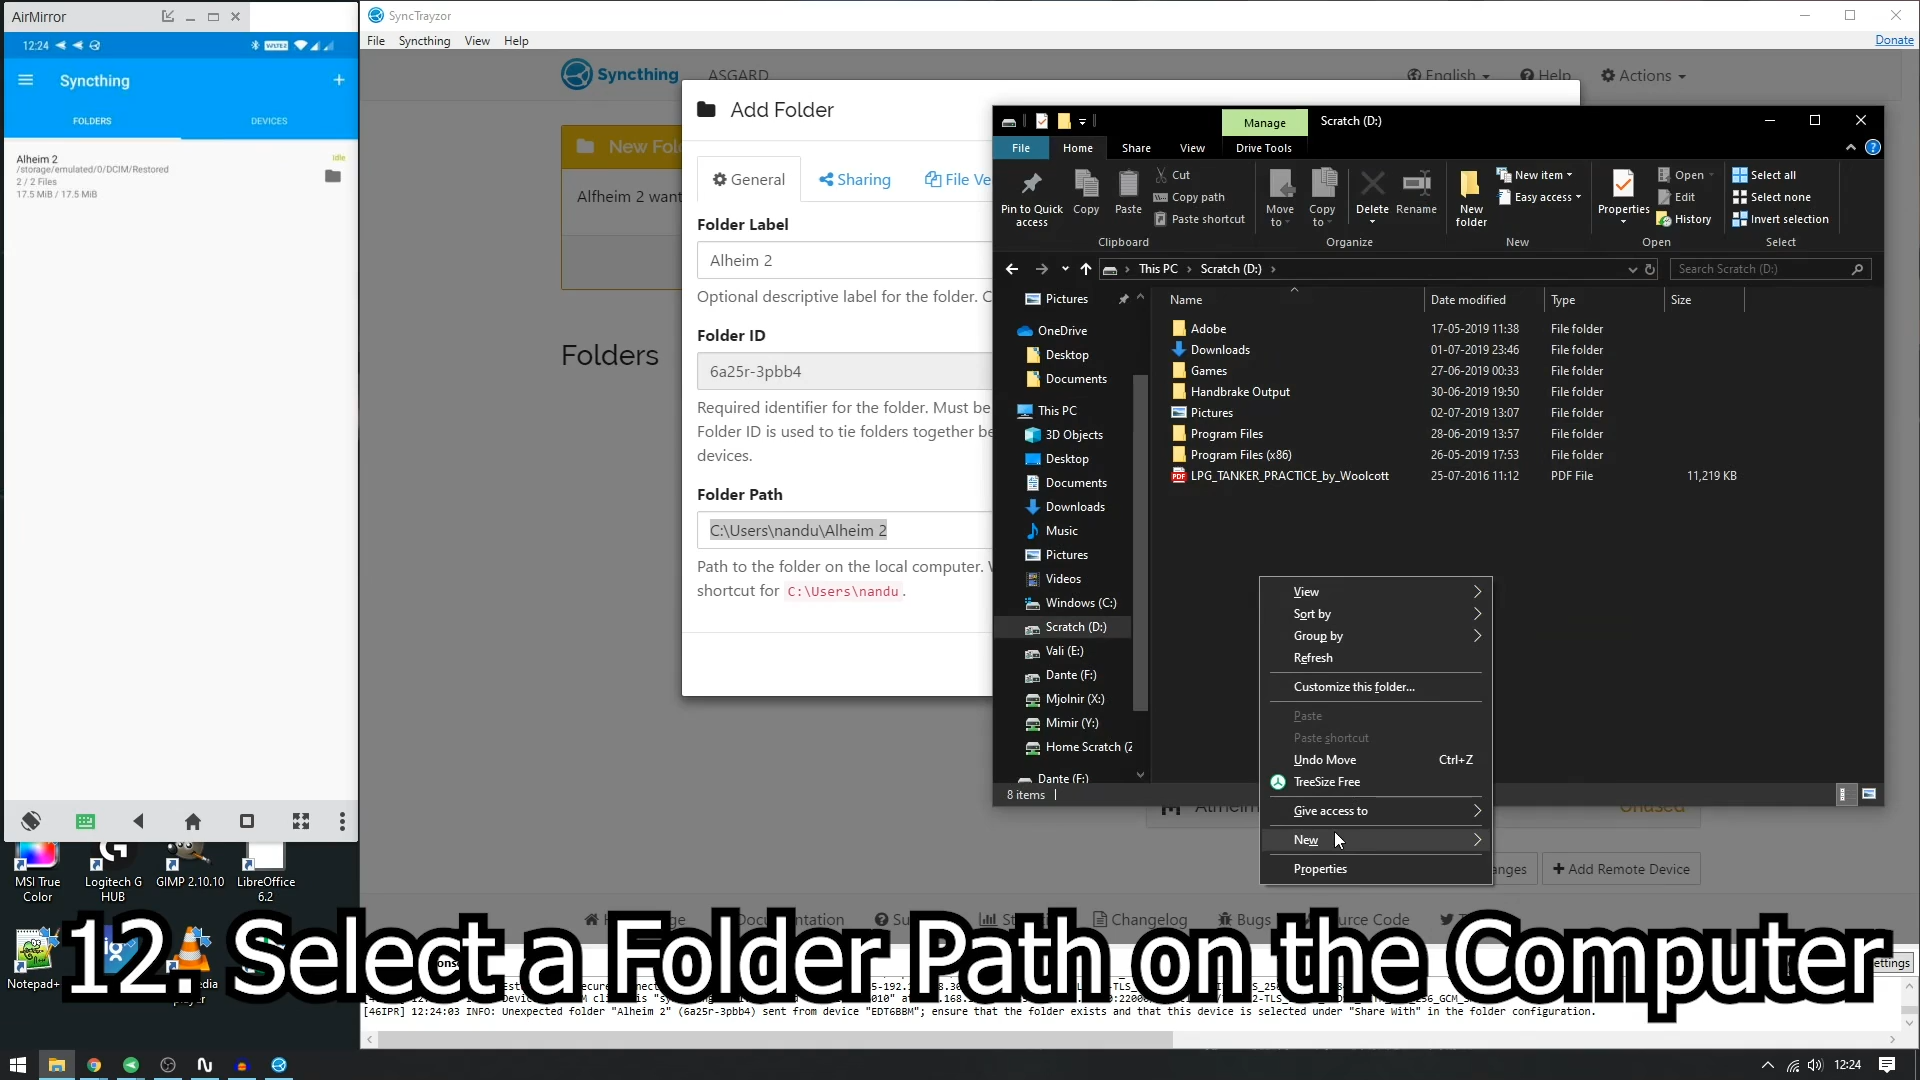 AirMirror
12:24
Syncthing
FOLDERS
DEVICES
Alheim 2
Idle
/storage/emulated/0/DCIM/Restored
2 / 2 Files
17.5 MiB / 17.5 MiB
MSI True Color
Logitech G HUB
GIMP 2.10.10
LibreOffice 6.2
SyncTrayzor
File Syncthing View Help
Donate
Syncthing
ASGARD
English
Help
Actions
New Fol
Alfheim 2 want
Folders
Add Folder
General
Sharing
File Ve
Folder Label
Alheim 2
Optional descriptive label for the folder. C
Folder ID
6a25r-3pbb4
Required identifier for the folder. Must be
Folder ID is used to tie folders together be
devices.
Folder Path
C:\Users\nandu\Alheim 2
Path to the folder on the local computer.
shortcut for C:\Users\nandu.
Manage
Scratch (D:)
File Home Share View Drive Tools
Pin to Quick access
Copy
Paste
Cut
Copy path
Paste shortcut
Clipboard
Move to
Copy to
Delete
Rename
Organize
New folder
New item
Easy access
New
Properties
Open
Edit
History
Open
Select all
Select none
Invert selection
Select
This PC
Scratch (D:)
Search Scratch (D:)
Pictures
OneDrive
Desktop
Documents
This PC
3D Objects
Desktop
Documents
Downloads
Music
Pictures
Videos
Windows (C:)
Scratch (D:)
Vali (E:)
Dante (F:)
Mjolnir (X:)
Mimir (Y:)
Home Scratch (Z
Dante (F:)
8 items
Name Date modified Type Size
Adobe 17-05-2019 11:38 File folder
Downloads 01-07-2019 23:46 File folder
Games 27-06-2019 00:33 File folder
Handbrake Output 30-06-2019 19:50 File folder
Pictures 02-07-2019 13:07 File folder
Program Files 28-06-2019 13:57 File folder
Program Files (x86) 26-05-2019 17:53 File folder
LPG_TANKER_PRACTICE_by_Woolcott 25-07-2016 11:12 PDF File 11,219 KB
View
Sort by
Group by
Refresh
Customize this folder...
Paste
Paste shortcut
Undo Move Ctrl+Z
TreeSize Free
Give access to
New
Properties
Unused
anges
Add Remote Device
Changelog
Bugs
12. Select a Folder Path on the Computer
Notepad+
[46IPR] 12:24:03 INFO: Unexpected folder "Alheim 2" (6a25r-3pbb4) sent from device "EDT6BBM"; ensure that the folder exists and that this device is selected under "Share With" in the folder configuration.
12:24